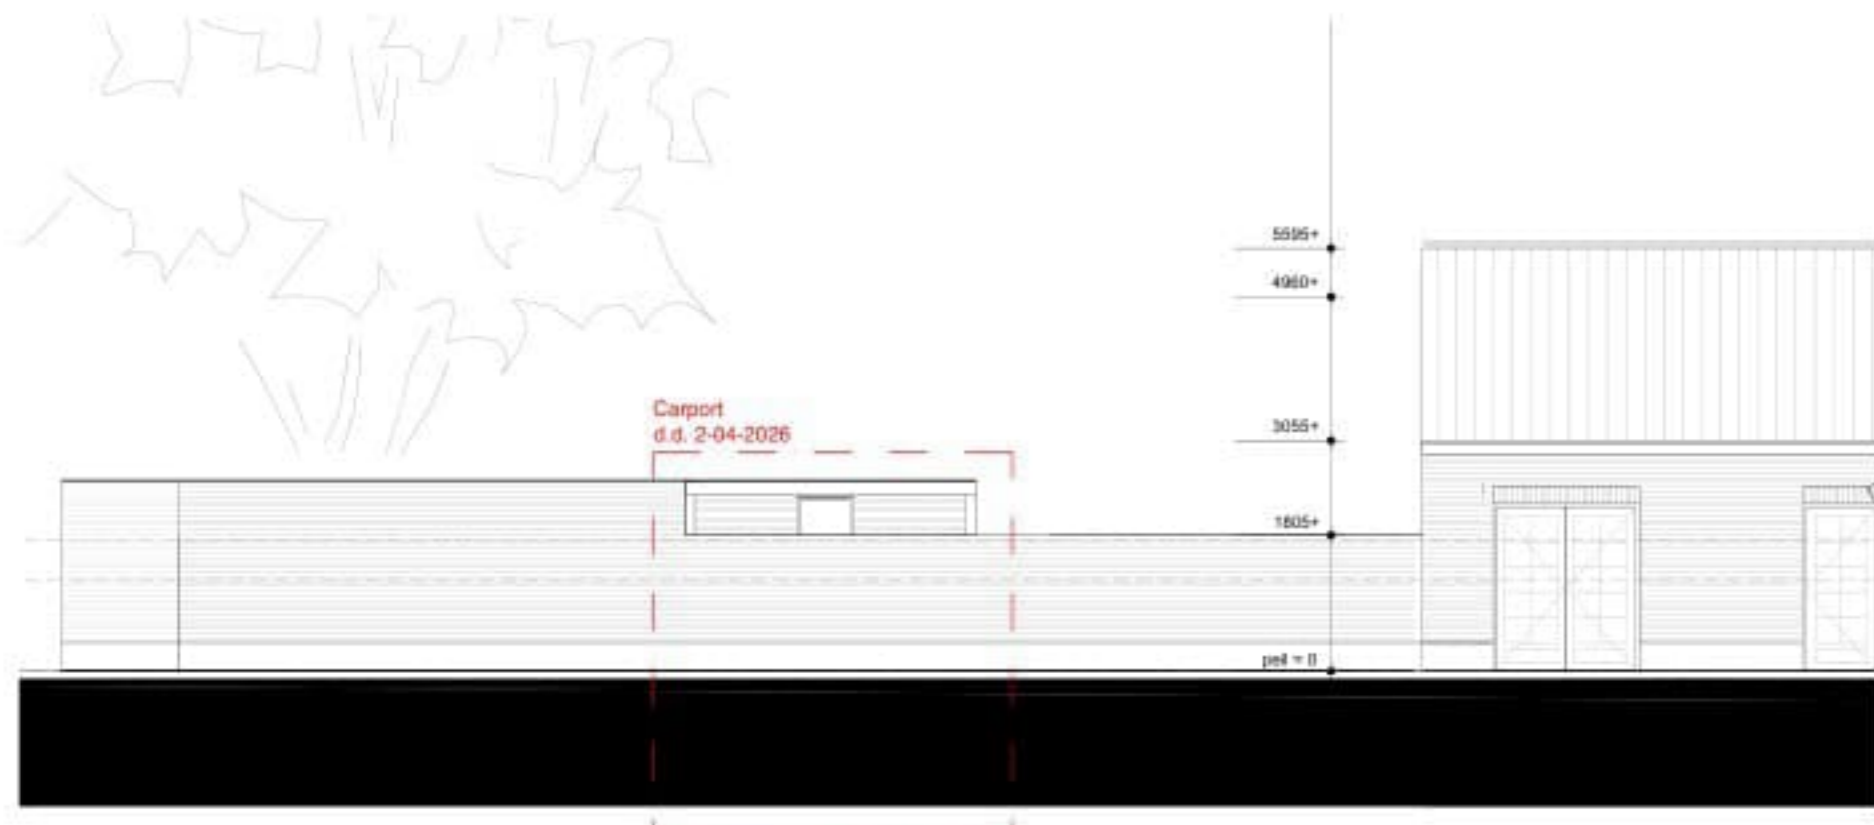 5595+
4960+
Carport
d.d. 2-04-2026
3055+
1805+
peil = 0